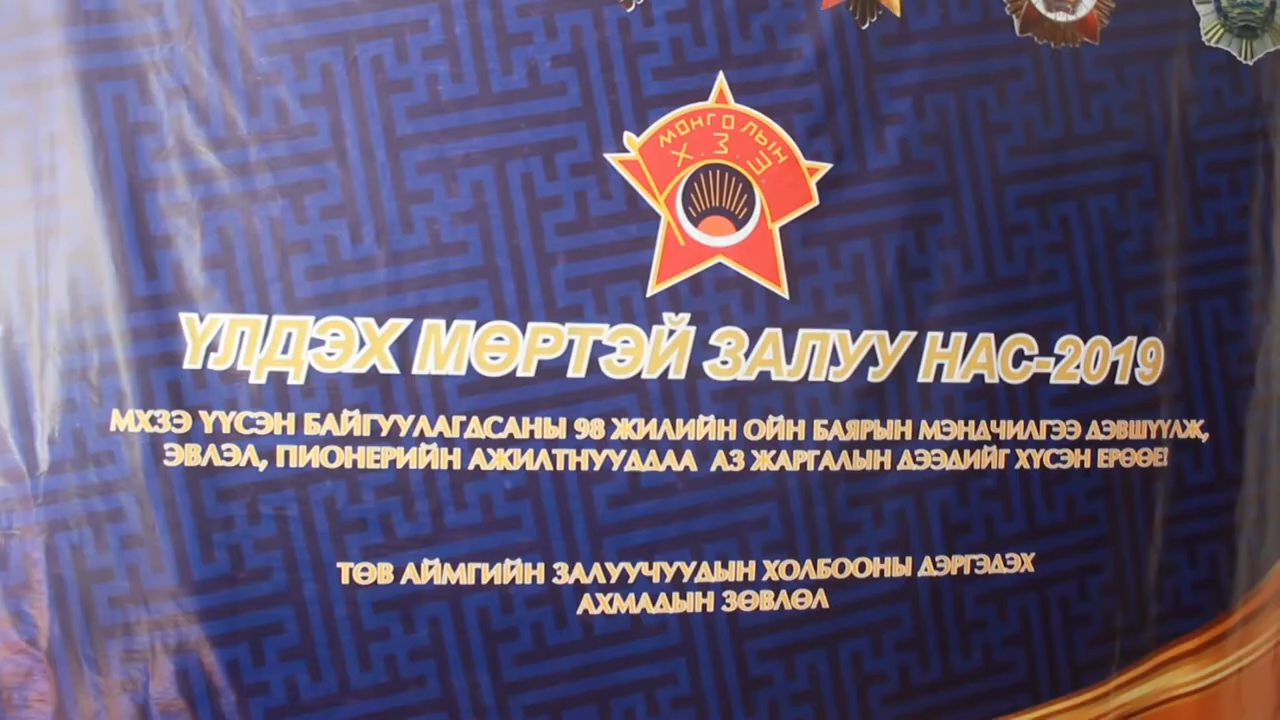 МОНГОЛЫН
Х.З.Э.
ҮЛДЭХ МӨРТЭЙ ЗАЛУУ НАС-2019
МХЗЭ ҮҮСЭН БАЙГУУЛАГДСАНЫ 98 ЖИЛИЙН ОЙН БАЯРЫН МЭНДЧИЛГЭЭ ДЭВШҮҮЛЖ,
ЭВЛЭЛ, ПИОНЕРИЙН АЖИЛТНУУДДАА АЗ ЖАРГАЛЫН ДЭЭДИЙГ ХҮСЭН ЕРӨӨЕ!
ТӨВ АЙМГИЙН ЗАЛУУЧУУДЫН ХОЛБООНЫ ДЭРГЭДЭХ
АХМАДЫН ЗӨВЛӨЛ